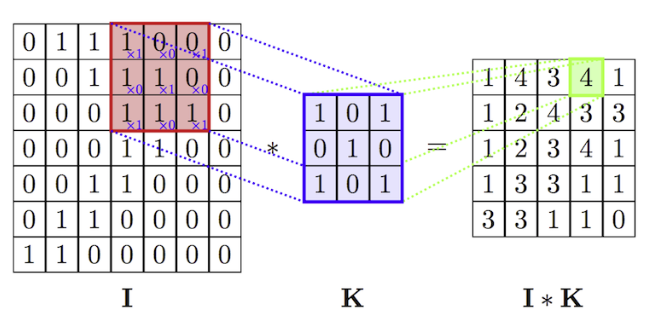 0 1 1 1 0 0 0
×1 ×0 ×1
0 0 1 1 1 0 0
×0 ×1 ×0
0 0 0 1 1 1 0
×1 ×0 ×1
0 0 0 1 1 0 0
0 0 1 1 0 0 0
0 1 1 0 0 0 0
1 1 0 0 0 0 0
I
*
1 0 1
0 1 0
1 0 1
K
=
1 4 3 4 1
1 2 4 3 3
1 2 3 4 1
1 3 3 1 1
3 3 1 1 0
I * K